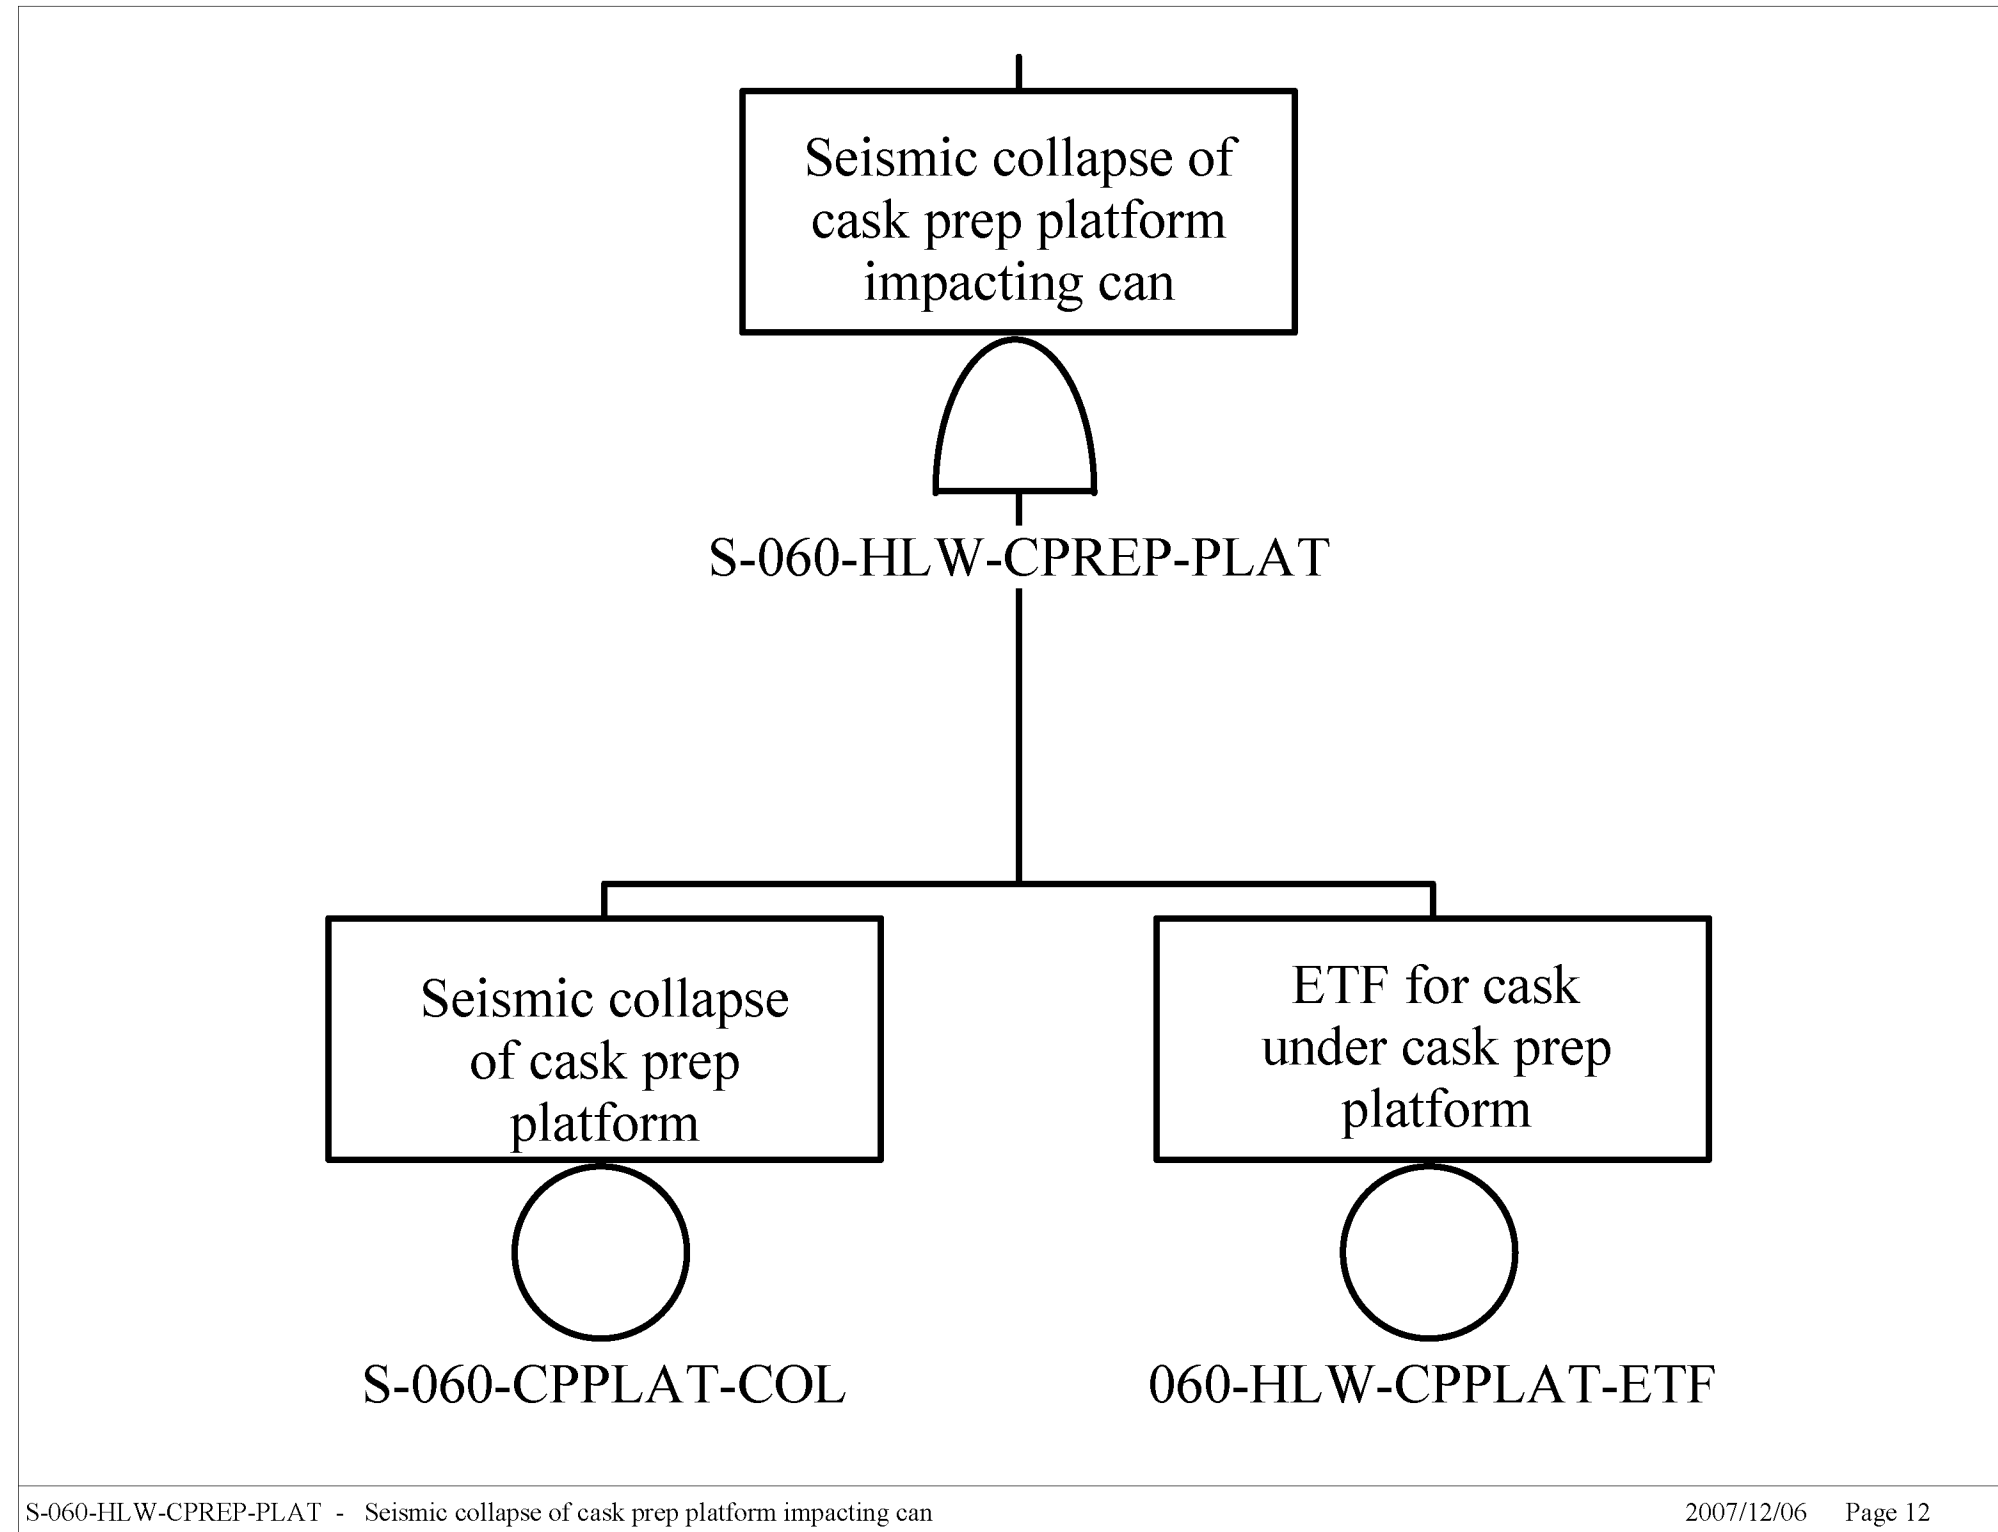 Seismic collapse of
cask prep platform
impacting can
S-060-HLW-CPREP-PLAT
Seismic collapse
of cask prep
platform
S-060-CPPLAT-COL
ETF for cask
under cask prep
platform
060-HLW-CPPLAT-ETF
S-060-HLW-CPREP-PLAT - Seismic collapse of cask prep platform impacting can 2007/12/06 Page 12